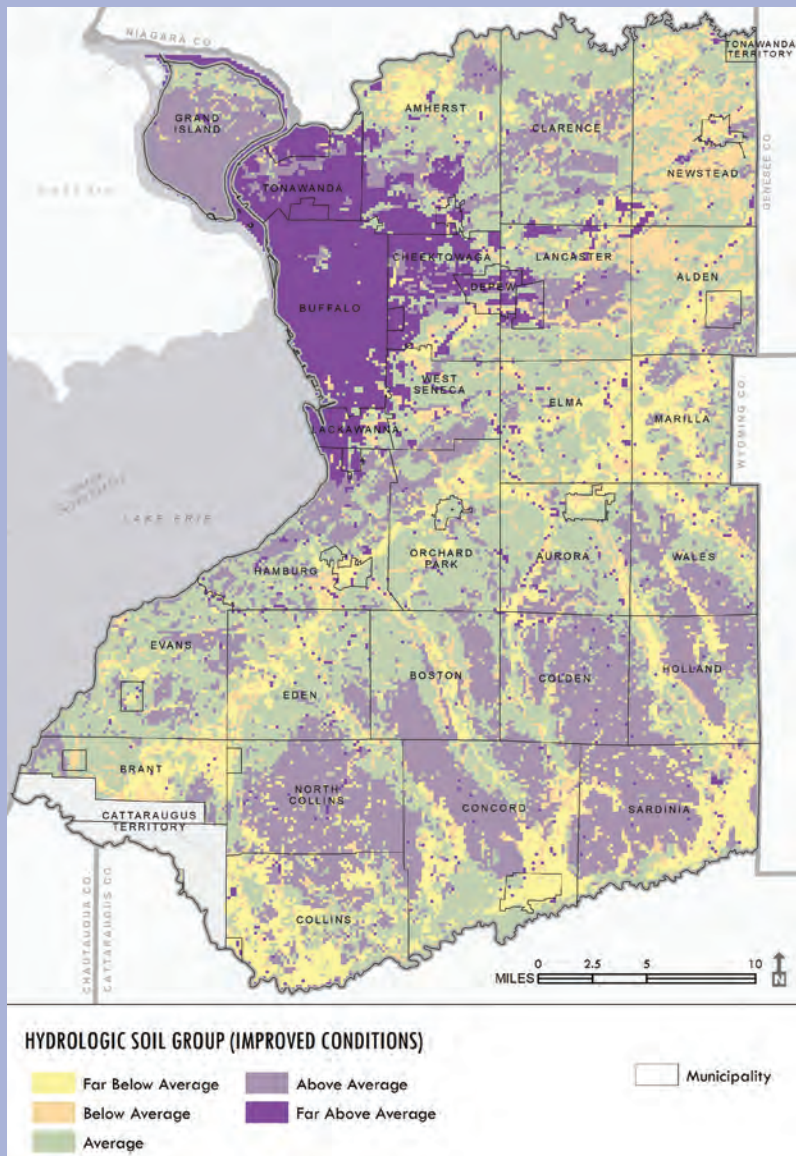 NIAGARA CO.
TONAWANDA
TERRITORY
AMHERST
GRAND
ISLAND
CLARENCE
GENESEE CO.
NEWSTEAD
TONAWANDA
CHEEKTOWAGA
LANCASTER
DEPEW
ALDEN
BUFFALO
WEST
SENECA
ELMA
MARILLA
WYOMING CO.
LACKAWANNA
LAKE ERIE
ORCHARD
PARK
AURORA
WALES
HAMBURG
EVANS
EDEN
BOSTON
COLDEN
HOLLAND
BRANT
NORTH
COLLINS
CONCORD
SARDINIA
CATTARAUGUS
TERRITORY
COLLINS
CHAUTAUQUA CO.
CATTARAUGUS CO.
MILES
0 2.5 5 10
N
HYDROLOGIC SOIL GROUP (IMPROVED CONDITIONS)
Far Below Average
Above Average
Municipality
Below Average
Far Above Average
Average